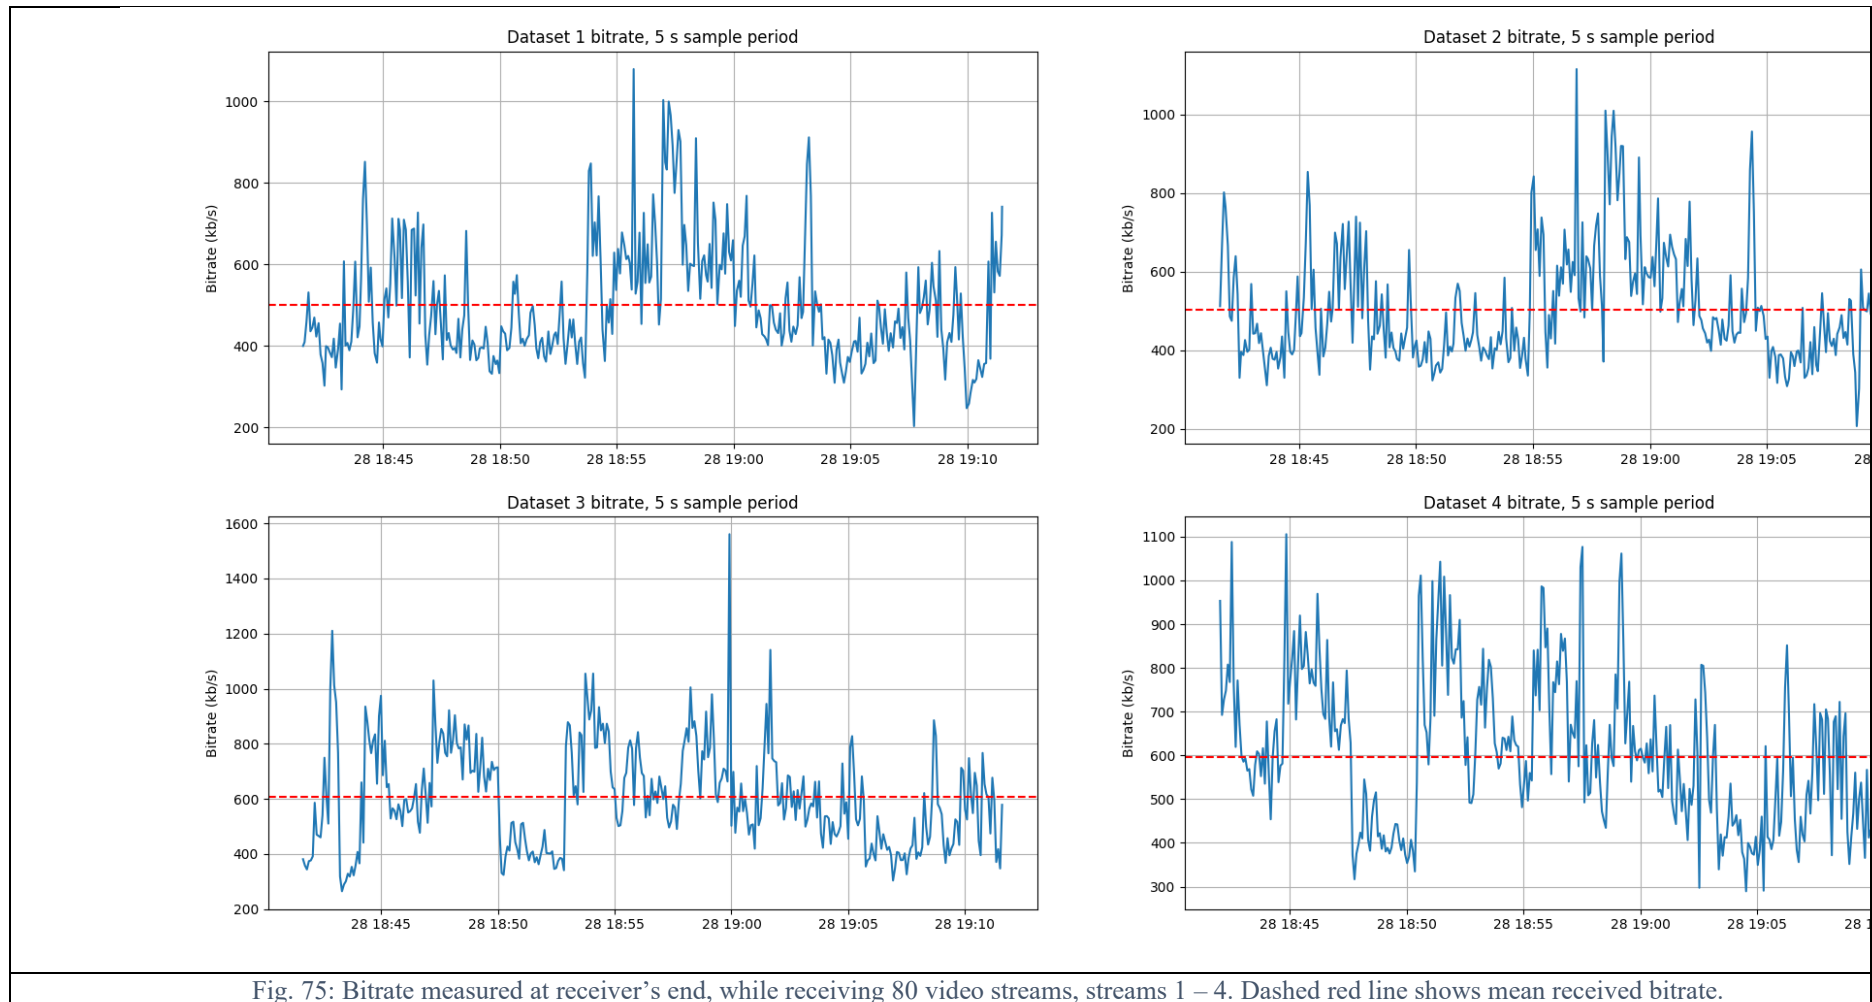 Dataset 1 bitrate, 5 s sample period
Bitrate (kb/s)
1000
800
600
400
200
28 18:45 28 18:50 28 18:55 28 19:00 28 19:05 28 19:10
Dataset 2 bitrate, 5 s sample period
Bitrate (kb/s)
1000
800
600
400
200
28 18:45 28 18:50 28 18:55 28 19:00 28 19:05 28
Dataset 3 bitrate, 5 s sample period
Bitrate (kb/s)
1600
1400
1200
1000
800
600
400
200
28 18:45 28 18:50 28 18:55 28 19:00 28 19:05 28 19:10
Dataset 4 bitrate, 5 s sample period
Bitrate (kb/s)
1100
1000
900
800
700
600
500
400
300
28 18:45 28 18:50 28 18:55 28 19:00 28 19:05 28 1
Fig. 75: Bitrate measured at receiver’s end, while receiving 80 video streams, streams 1 – 4. Dashed red line shows mean received bitrate.